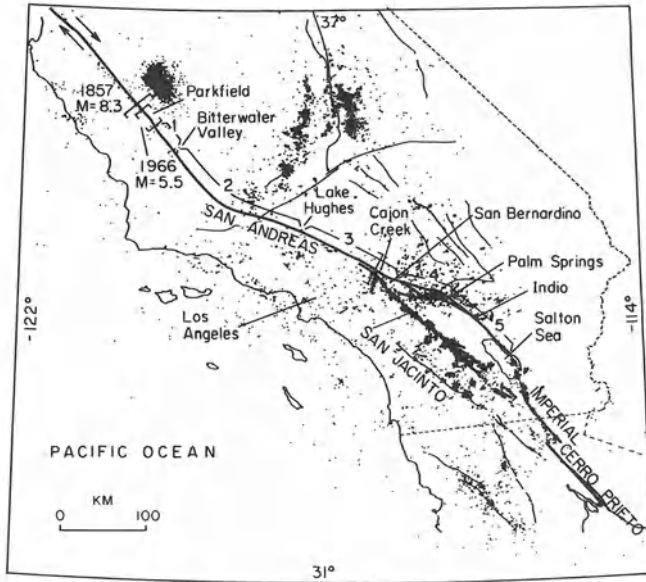 37°
1857
M=8.3
Parkfield
1
Bitterwater
Valley
1966
M=5.5
2
Lake
Hughes
San Bernardino
Cajon
Creek
SAN ANDREAS
3
4
Palm Springs
Indio
-122°
-114°
Los
Angeles
5
Salton
Sea
SAN JACINTO
IMPERIAL
CERRO PRIETO
PACIFIC OCEAN
KM
0 100
31°